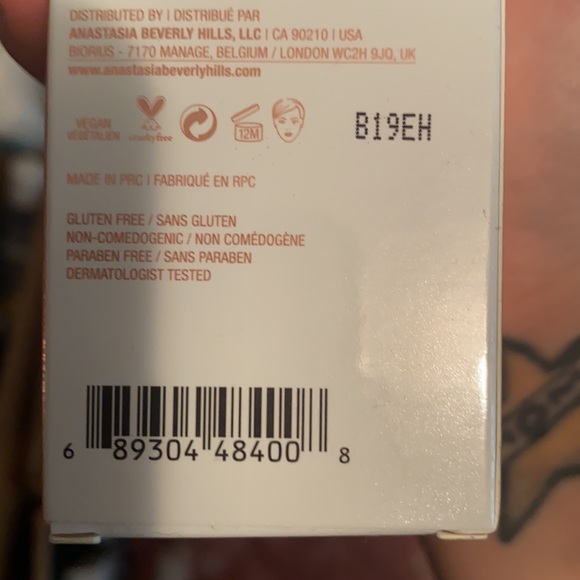 DISTRIBUTED BY | DISTRIBUÉ PAR
ANASTASIA BEVERLY HILLS, LLC | CA 90210 | USA
BIORIUS - 7170 MANAGE, BELGIUM / LONDON WC2H 9JQ, UK
www.anastasiabeverlyhills.com
VEGAN
VÉGÉTALIEN
cruelty free
12M
B19EH
MADE IN PRC | FABRIQUÉ EN RPC
GLUTEN FREE / SANS GLUTEN
NON-COMEDOGENIC / NON COMÉDOGÈNE
PARABEN FREE / SANS PARABEN
DERMATOLOGIST TESTED
6 89304 48400 8